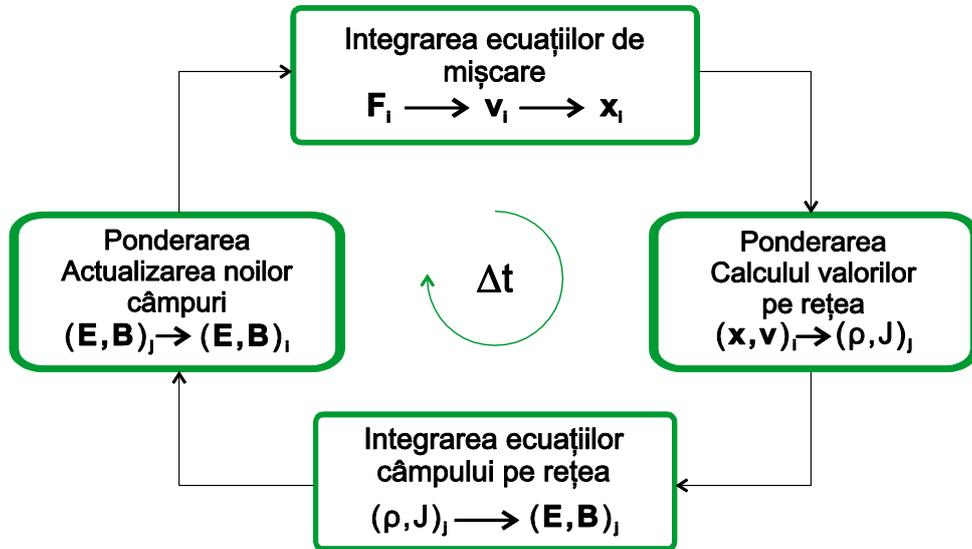 Integrarea ecuațiilor de
mișcare
Fᵢ ⟶ vᵢ ⟶ xᵢ
Ponderarea
Actualizarea noilor
câmpuri
(E,B)ⱼ→(E,B)ᵢ
Δt
Ponderarea
Calculul valorilor
pe rețea
(x,v)ᵢ→(ρ,J)ⱼ
Integrarea ecuațiilor
câmpului pe rețea
(ρ,J)ⱼ ⟶ (E,B)ⱼ